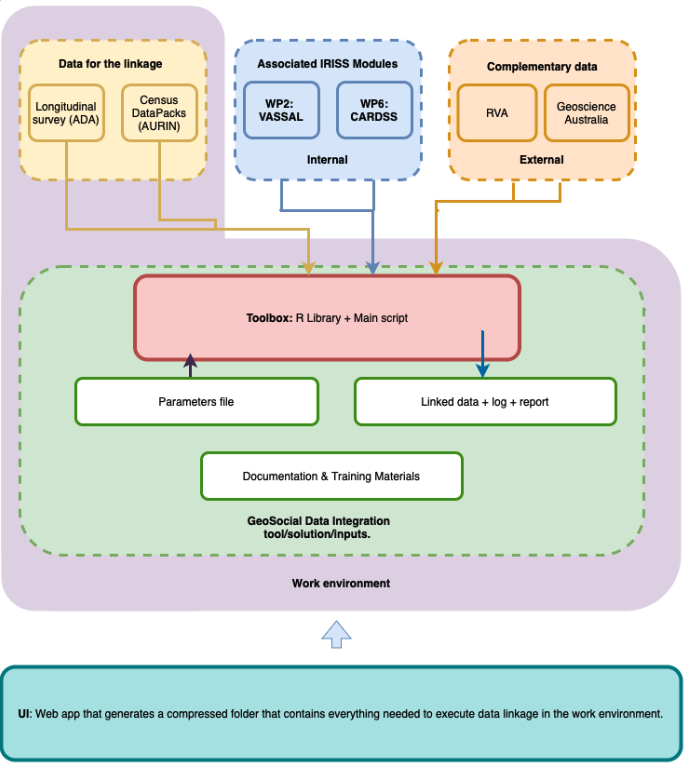 Data for the linkage
Longitudinal
survey (ADA)
Census
DataPacks
(AURIN)
Associated IRISS Modules
WP2:
VASSAL
WP6:
CARDSS
Internal
Complementary data
RVA
Geoscience
Australia
External
Toolbox: R Library + Main script
Parameters file
Linked data + log + report
Documentation & Training Materials
GeoSocial Data Integration
tool/solution/inputs.
Work environment
UI: Web app that generates a compressed folder that contains everything needed to execute data linkage in the work environment.